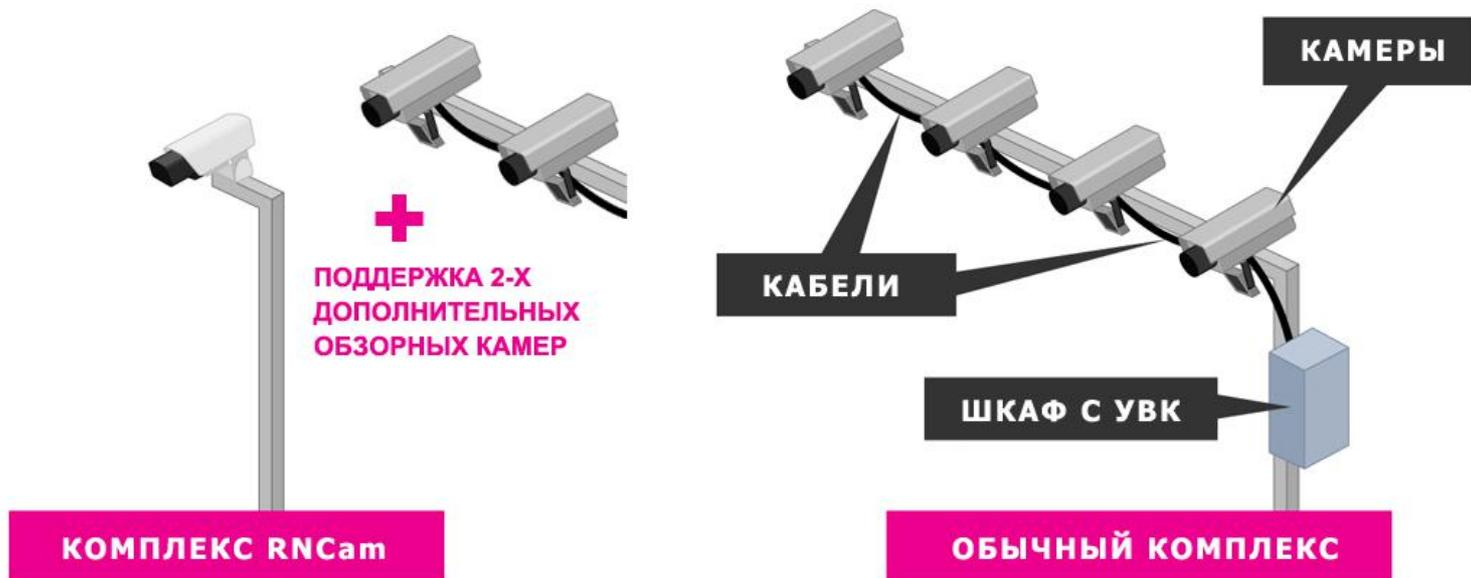 ПОДДЕРЖКА 2-Х
ДОПОЛНИТЕЛЬНЫХ
ОБЗОРНЫХ КАМЕР
КОМПЛЕКС RNCam
КАМЕРЫ
КАБЕЛИ
ШКАФ С УВК
ОБЫЧНЫЙ КОМПЛЕКС